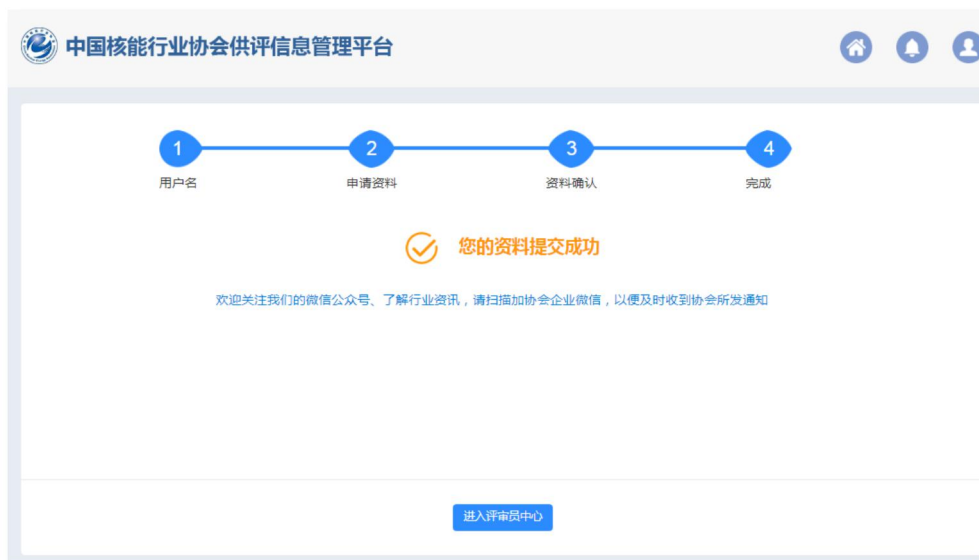 中国核能行业协会供评信息管理平台
1 2 3 4
用户名 申请资料 资料确认 完成
您的资料提交成功
欢迎关注我们的微信公众号、了解行业资讯，请扫描加协会企业微信，以便及时收到协会所发通知
进入评审员中心